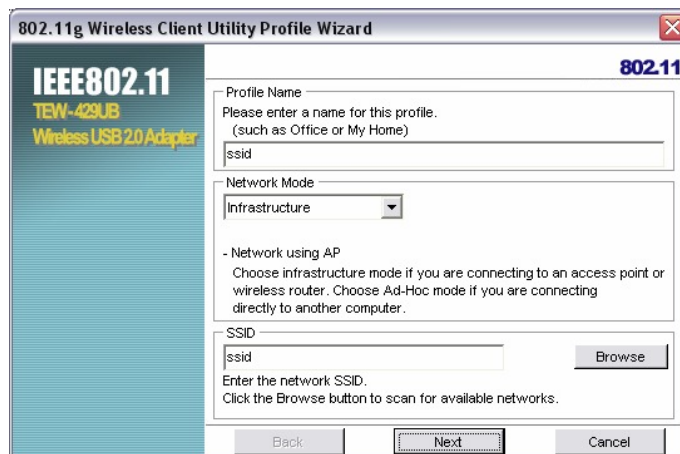 802.11g Wireless Client Utility Profile Wizard
IEEE802.11
TEW-429UB
Wireless USB 2.0 Adapter
802.11
Profile Name
Please enter a name for this profile.
(such as Office or My Home)
ssid
Network Mode
Infrastructure
- Network using AP
Choose infrastructure mode if you are connecting to an access point or
wireless router. Choose Ad-Hoc mode if you are connecting
directly to another computer.
SSID
ssid
Browse
Enter the network SSID.
Click the Browse button to scan for available networks.
Back
Next
Cancel